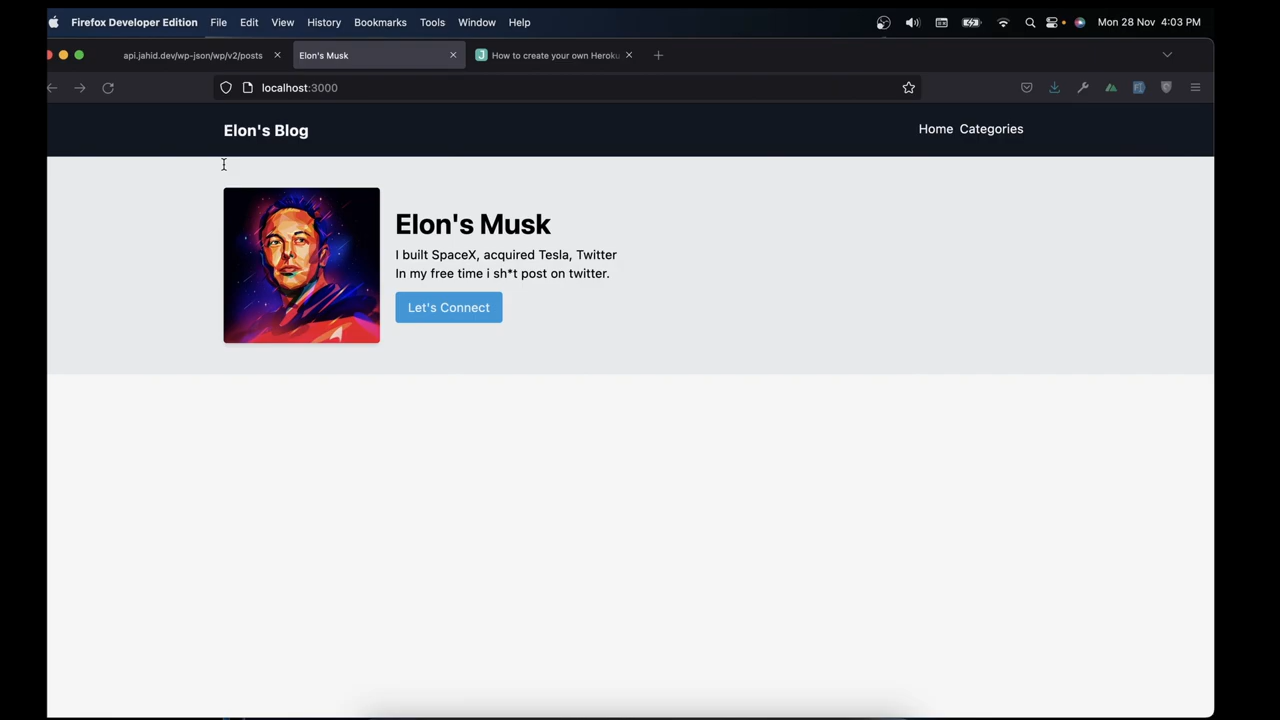 Firefox Developer Edition File Edit View History Bookmarks Tools Window Help Mon 28 Nov 4:03 PM
api.jahid.dev/wp-json/wp/v2/posts Elon's Musk How to create your own Heroku
localhost:3000
Elon's Blog Home Categories
Elon's Musk
I built SpaceX, acquired Tesla, Twitter
In my free time i sh*t post on twitter.
Let's Connect